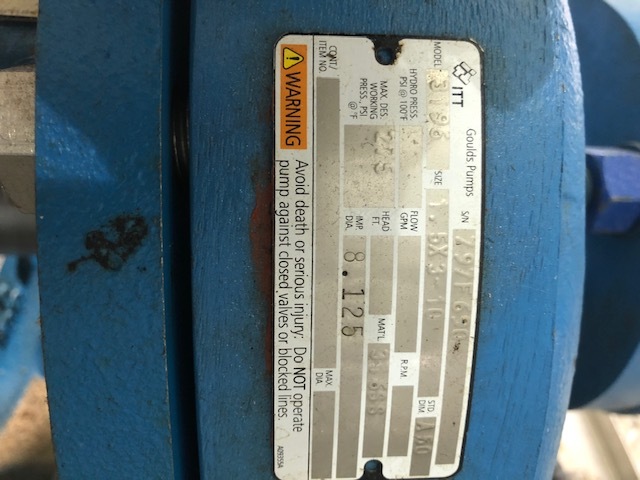 ITT
Goulds Pumps
S/N
MODEL 3196 SIZE 1.5X3-10 STD. DIM. A50
HYDRO PRESS. PSI @ 100°F FLOW GPM R.P.M.
MAX. DES. WORKING PRESS. PSI @ °F HEAD FT. MAT'L
IMP. DIA. 8.125
CONT/ ITEM NO. MAX. DIA
WARNING
Avoid death or serious injury: Do NOT operate
pump against closed valves or blocked lines.